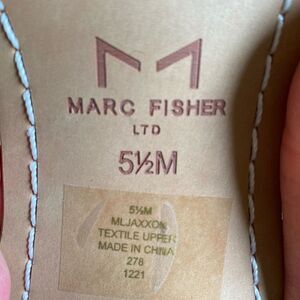 MARC FISHER
LTD
5½M
5½M
MLJAXXON
TEXTILE UPPER
MADE IN CHINA
278
1221